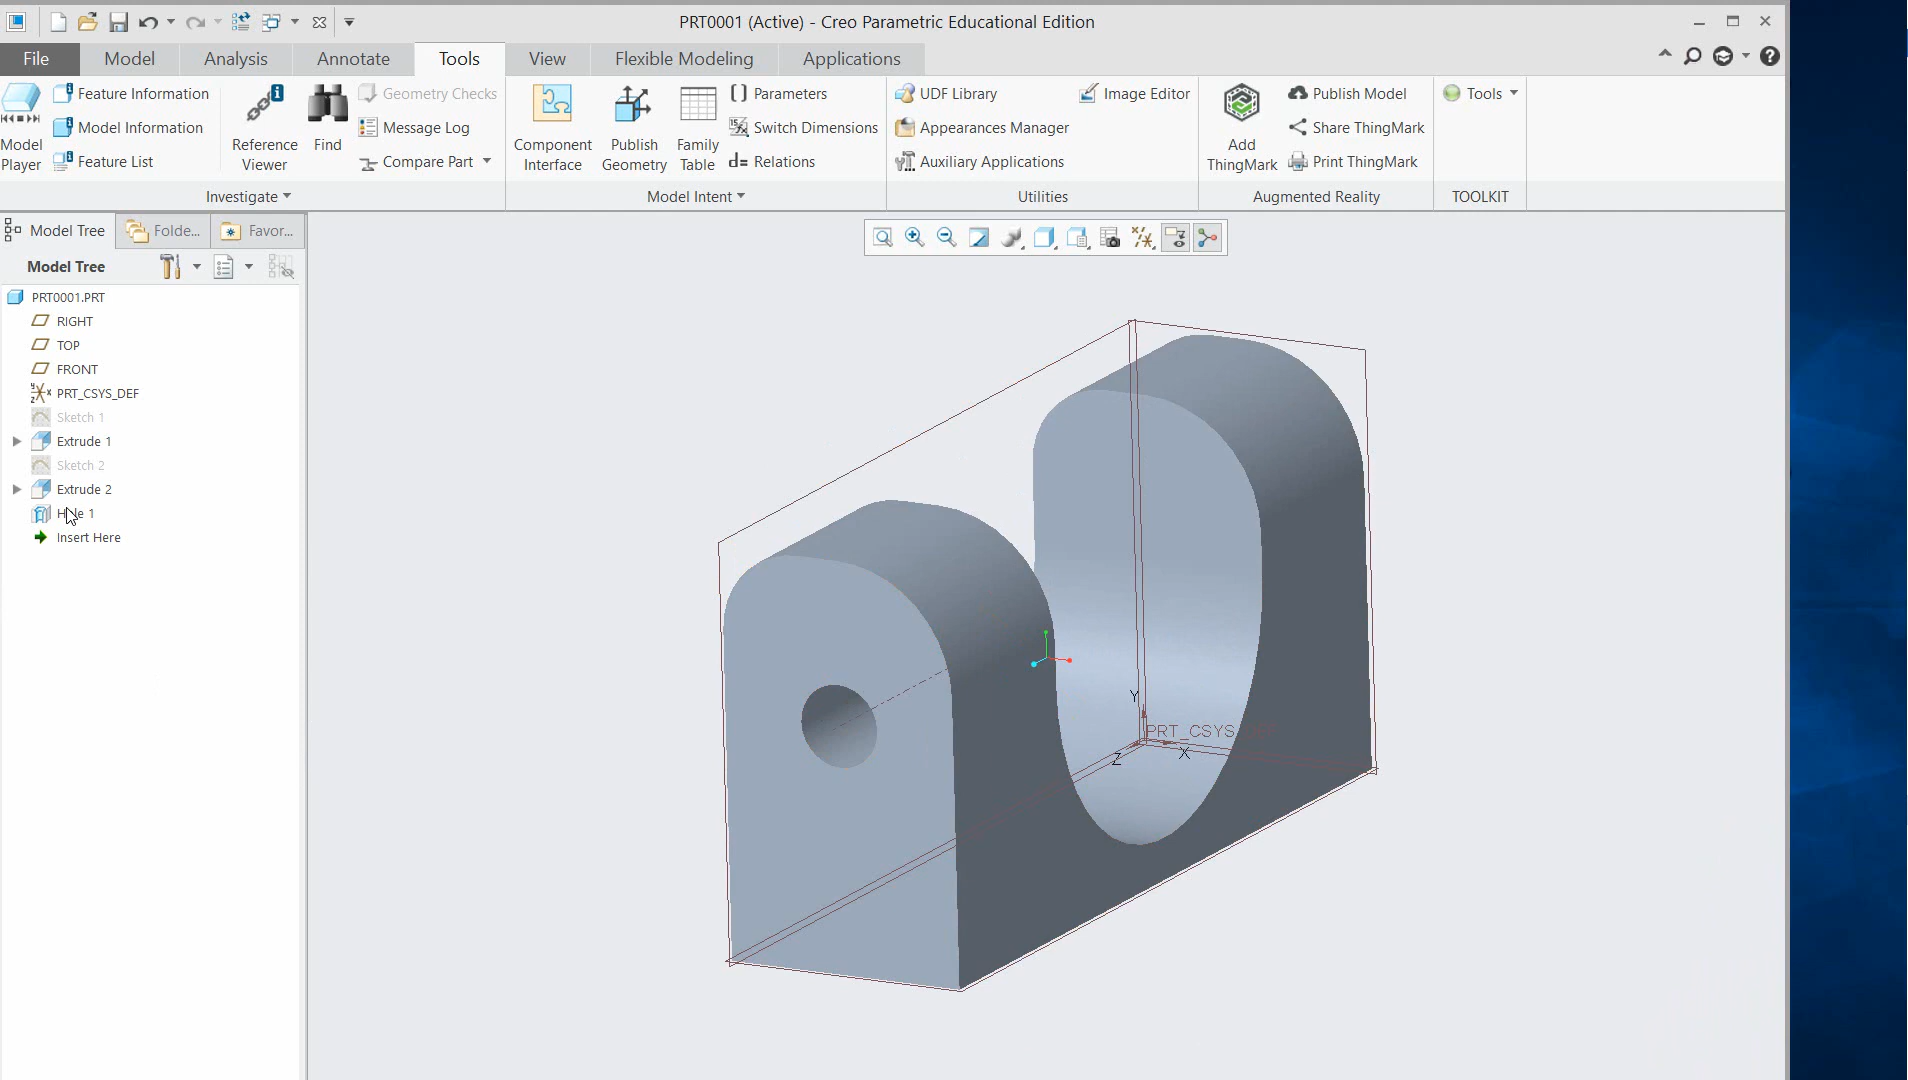 PRT0001 (Active) - Creo Parametric Educational Edition
File Model Analysis Annotate Tools View Flexible Modeling Applications
Feature Information
Model Information
Feature List
Model
Player
Reference
Viewer
Find
Geometry Checks
Message Log
Compare Part
Investigate
Component
Interface
Publish
Geometry
Family
Table
Parameters
Switch Dimensions
d= Relations
Model Intent
UDF Library
Appearances Manager
Auxiliary Applications
Image Editor
Utilities
Add
ThingMark
Publish Model
Share ThingMark
Print ThingMark
Augmented Reality
Tools
TOOLKIT
Model Tree Folde... Favor...
Model Tree
PRT0001.PRT
RIGHT
TOP
FRONT
PRT_CSYS_DEF
Sketch 1
Extrude 1
Sketch 2
Extrude 2
Hole 1
Insert Here
Y
PRT_CSYS
X
Z